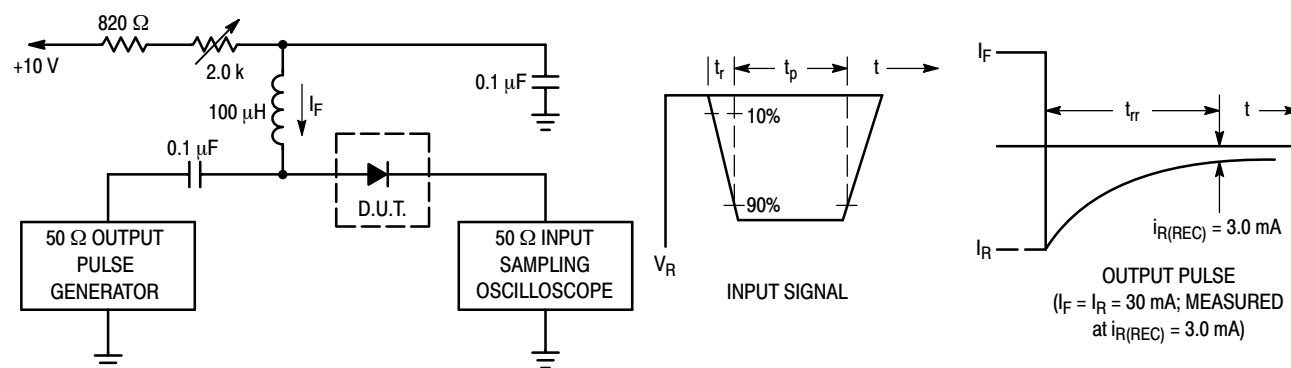 820 Ω
+10 V
2.0 k
100 μH
I_F
0.1 μF
0.1 μF
D.U.T.
50 Ω OUTPUT
PULSE
GENERATOR
50 Ω INPUT
SAMPLING
OSCILLOSCOPE
t_r
t_p
t
10%
90%
V_R
INPUT SIGNAL
I_F
t_rr
t
i_R(REC) = 3.0 mA
I_R
OUTPUT PULSE
(I_F = I_R = 30 mA; MEASURED
at i_R(REC) = 3.0 mA)